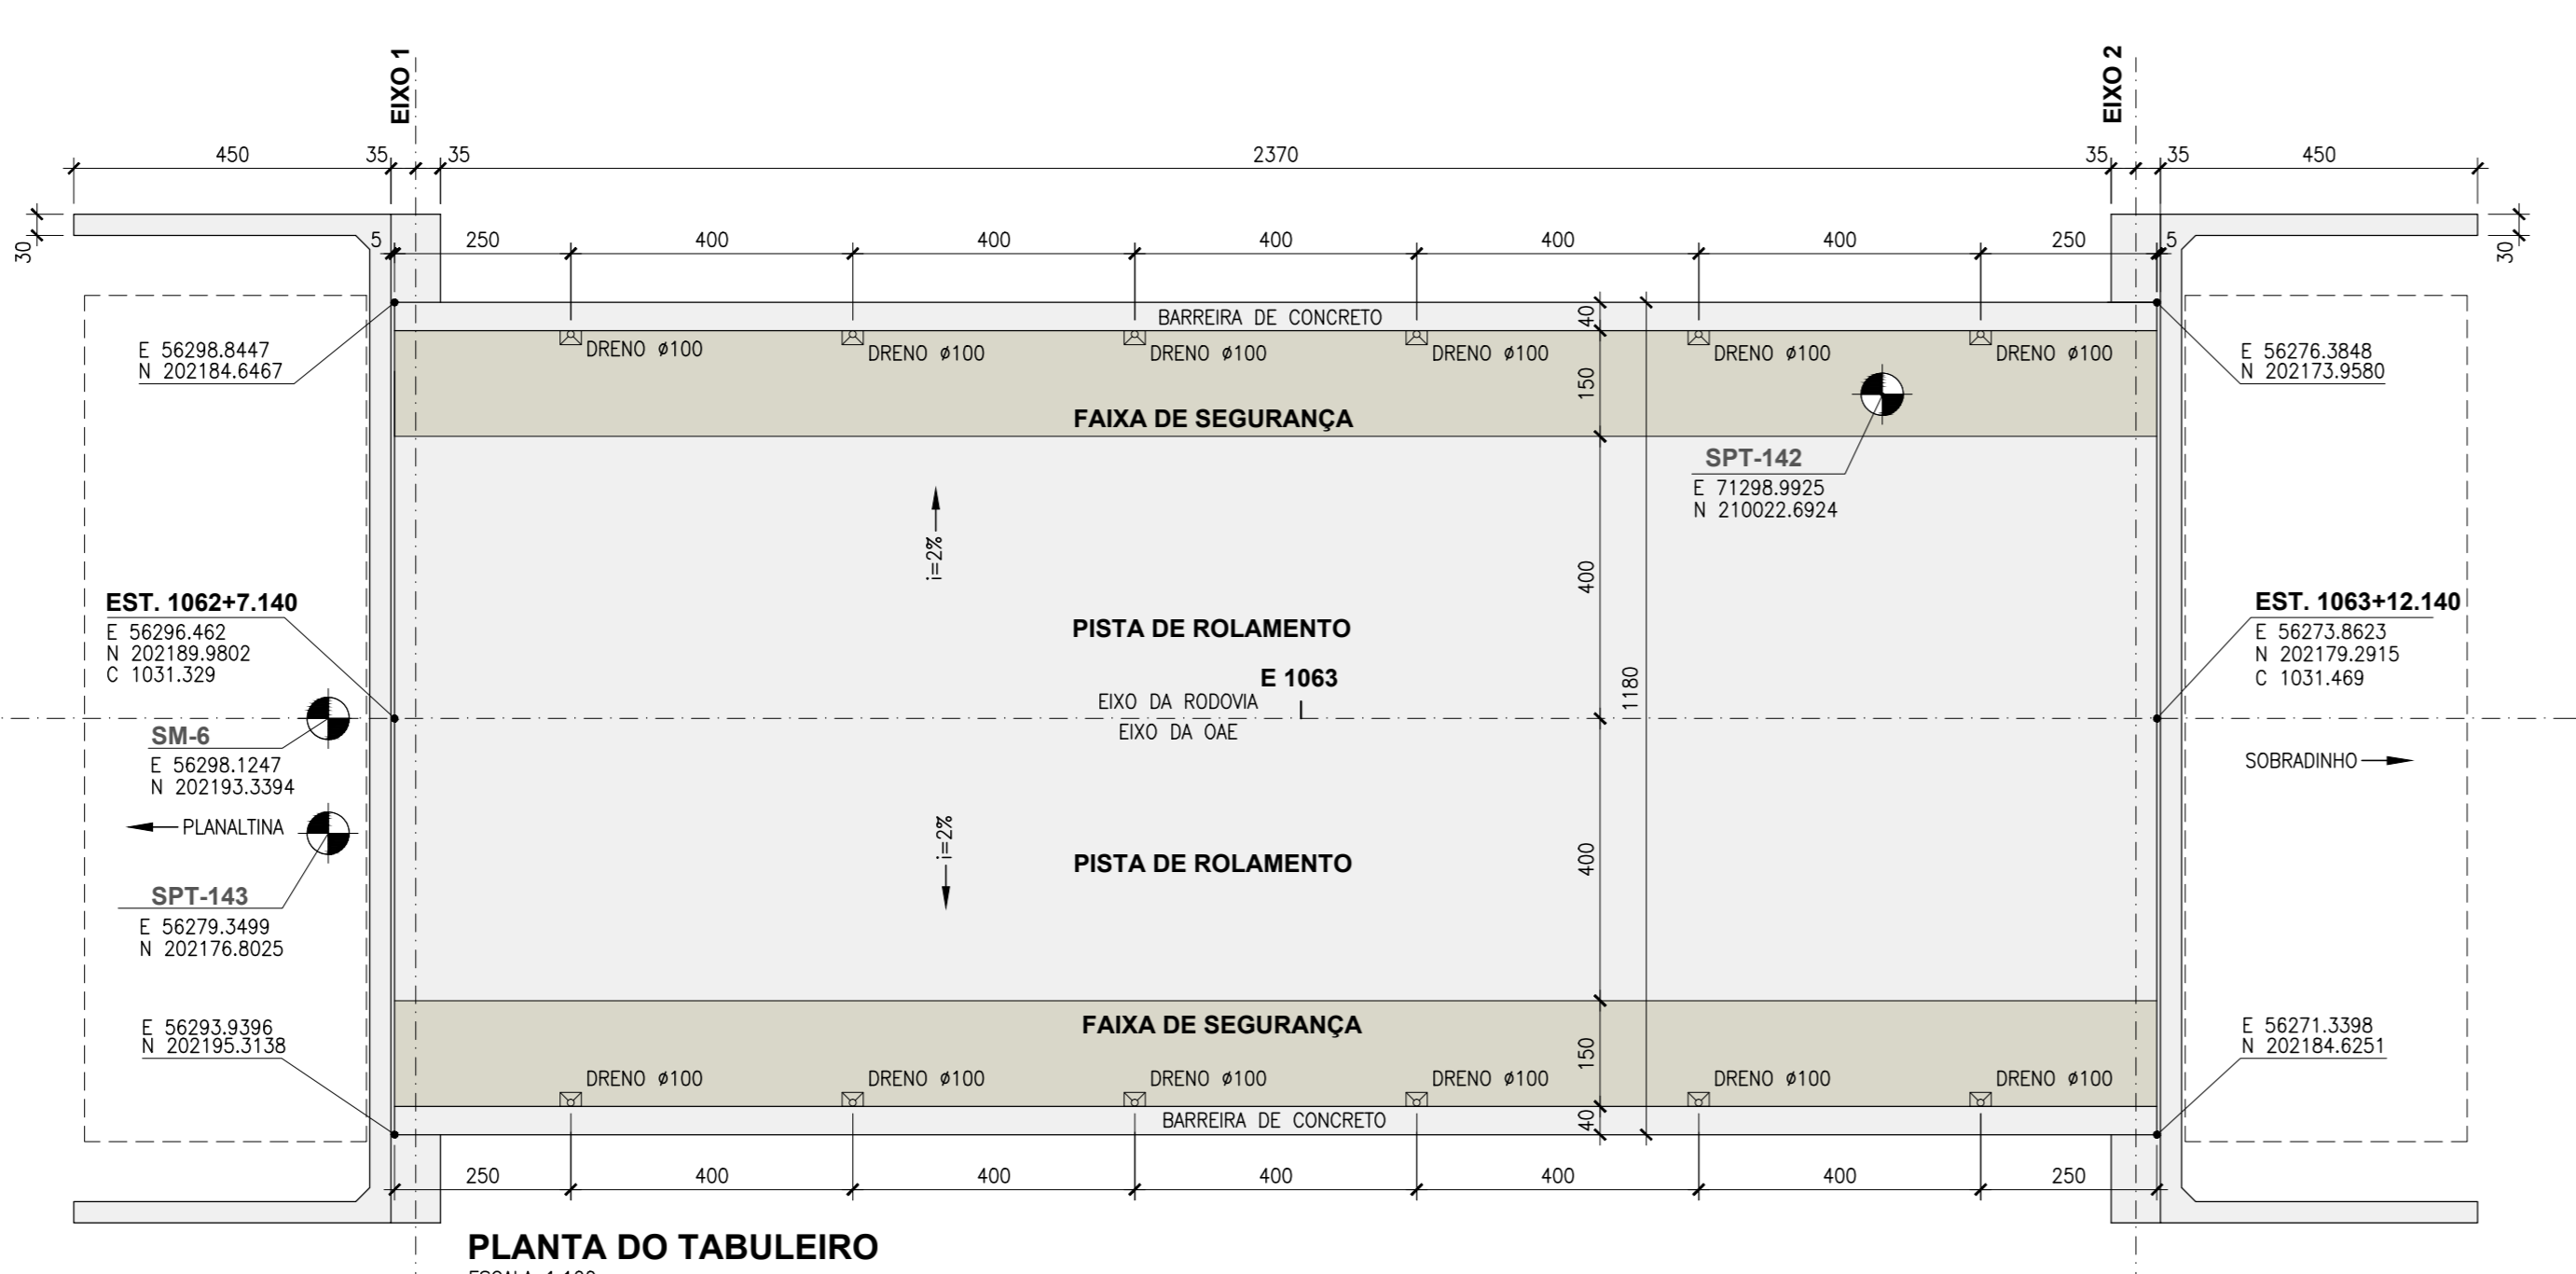 EIXO 1
EIXO 2
450
35
35
2370
35
35
450
30
5
250
400
400
400
400
400
250
5
30
BARREIRA DE CONCRETO
40
DRENO ø100
DRENO ø100
DRENO ø100
DRENO ø100
DRENO ø100
DRENO ø100
E 56298.8447
N 202184.6467
E 56276.3848
N 202173.9580
150
FAIXA DE SEGURANÇA
SPT-142
E 71298.9925
N 210022.6924
i=2%
400
EST. 1062+7.140
E 56296.462
N 202189.9802
C 1031.329
PISTA DE ROLAMENTO
EST. 1063+12.140
E 56273.8623
N 202179.2915
C 1031.469
E 1063
1180
EIXO DA RODOVIA
EIXO DA OAE
SM-6
E 56298.1247
N 202193.3394
SOBRADINHO
PLANALTINA
i=2%
PISTA DE ROLAMENTO
400
SPT-143
E 56279.3499
N 202176.8025
E 56293.9396
N 202195.3138
FAIXA DE SEGURANÇA
E 56271.3398
N 202184.6251
150
DRENO ø100
DRENO ø100
DRENO ø100
DRENO ø100
DRENO ø100
DRENO ø100
BARREIRA DE CONCRETO
40
250
400
400
400
400
400
250
PLANTA DO TABULEIRO